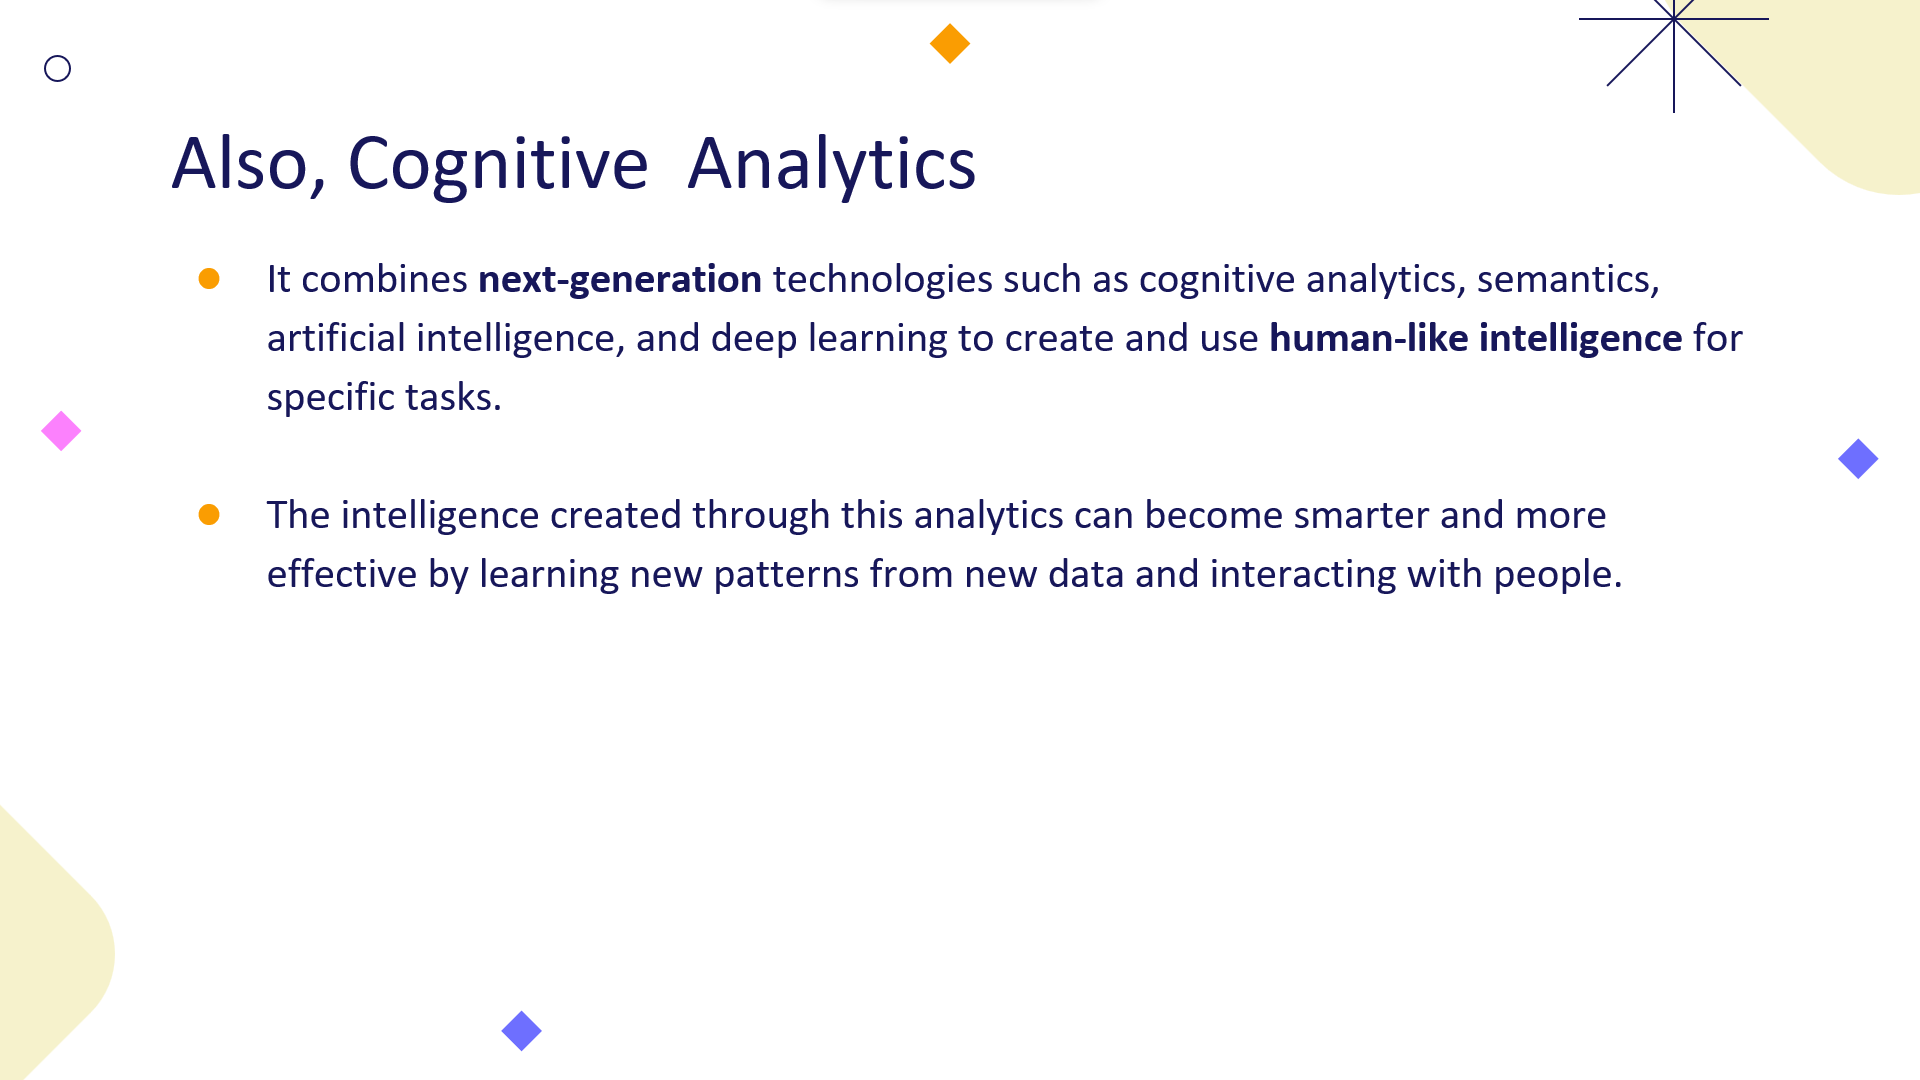 Also, Cognitive  Analytics
It combines next-generation technologies such as cognitive analytics, semantics,
artificial intelligence, and deep learning to create and use human-like intelligence for
specific tasks.
The intelligence created through this analytics can become smarter and more
effective by learning new patterns from new data and interacting with people.